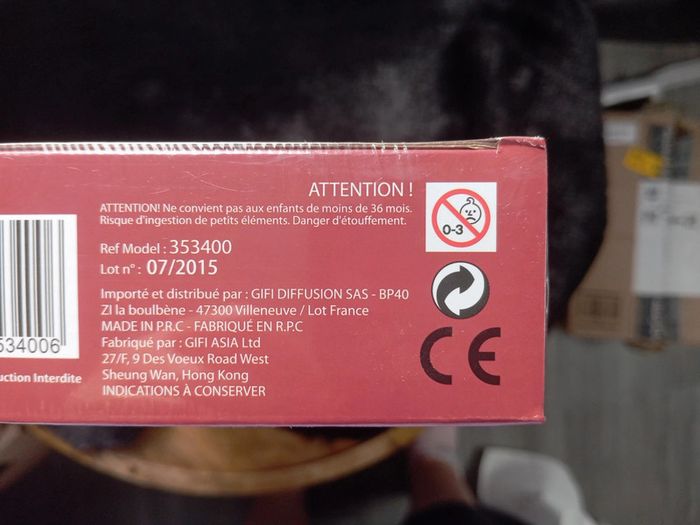 ATTENTION !
ATTENTION! Ne convient pas aux enfants de moins de 36 mois.
Risque d'ingestion de petits éléments. Danger d'étouffement.
0-3
Ref Model : 353400
Lot n° : 07/2015
Importé et distribué par : GIFI DIFFUSION SAS - BP40
ZI la boulbène - 47300 Villeneuve / Lot France
MADE IN P.R.C - FABRIQUÉ EN R.P.C
Fabriqué par : GIFI ASIA Ltd
27/F, 9 Des Voeux Road West
Sheung Wan, Hong Kong
INDICATIONS À CONSERVER
CE
534006
uction Interdite